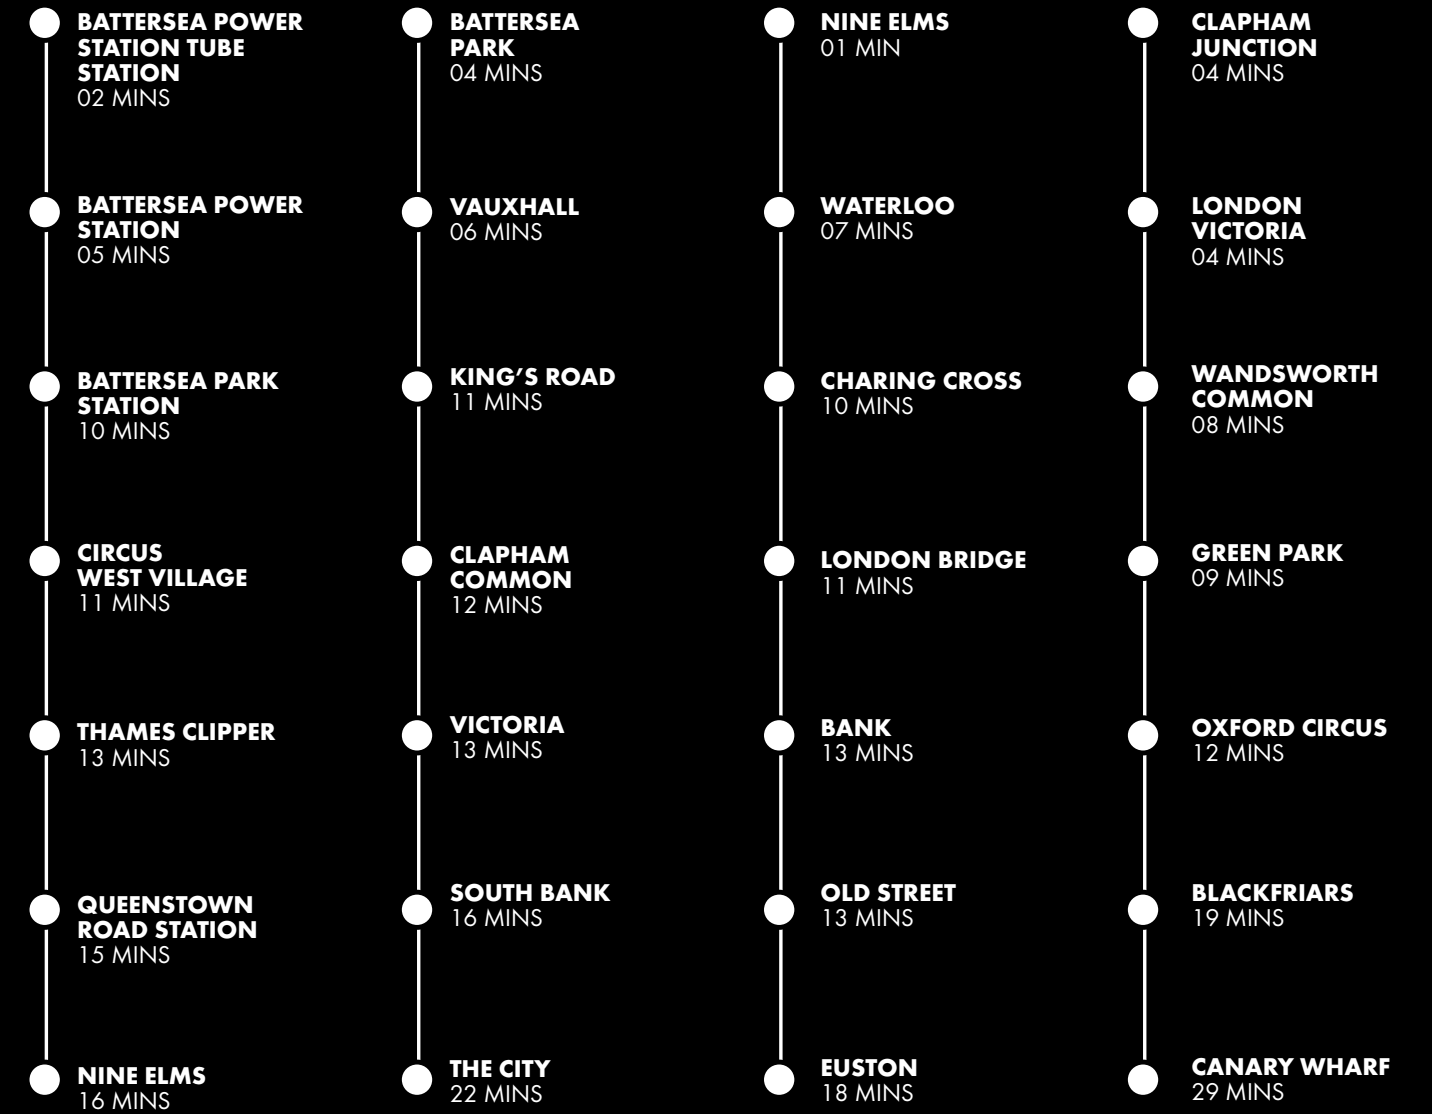 BATTERSEA POWER
STATION TUBE
STATION
02 MINS
BATTERSEA POWER
STATION
05 MINS
BATTERSEA PARK
STATION
10 MINS
CIRCUS
WEST VILLAGE
11 MINS
THAMES CLIPPER
13 MINS
QUEENSTOWN
ROAD STATION
15 MINS
NINE ELMS
16 MINS
BATTERSEA
PARK
04 MINS
VAUXHALL
06 MINS
KING’S ROAD
11 MINS
CLAPHAM
COMMON
12 MINS
VICTORIA
13 MINS
SOUTH BANK
16 MINS
THE CITY
22 MINS
NINE ELMS
01 MIN
WATERLOO
07 MINS
CHARING CROSS
10 MINS
LONDON BRIDGE
11 MINS
BANK
13 MINS
OLD STREET
13 MINS
EUSTON
18 MINS
CLAPHAM
JUNCTION
04 MINS
LONDON
VICTORIA
04 MINS
WANDSWORTH
COMMON
08 MINS
GREEN PARK
09 MINS
OXFORD CIRCUS
12 MINS
BLACKFRIARS
19 MINS
CANARY WHARF
29 MINS